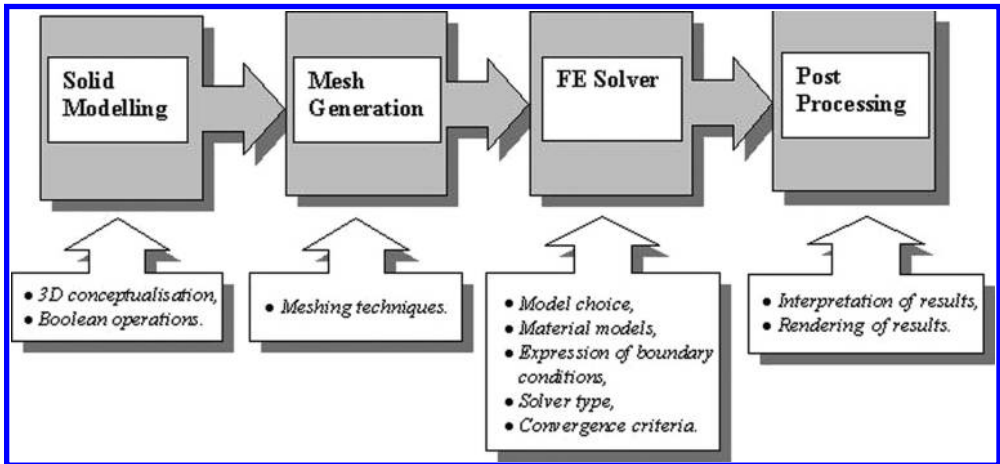 Solid
Modelling
Mesh
Generation
FE Solver
Post
Processing
● 3D conceptualisation,
● Boolean operations.
● Meshing techniques.
● Model choice,
● Material models,
● Expression of boundary
conditions,
● Solver type,
● Convergence criteria.
● Interpretation of results,
● Rendering of results.